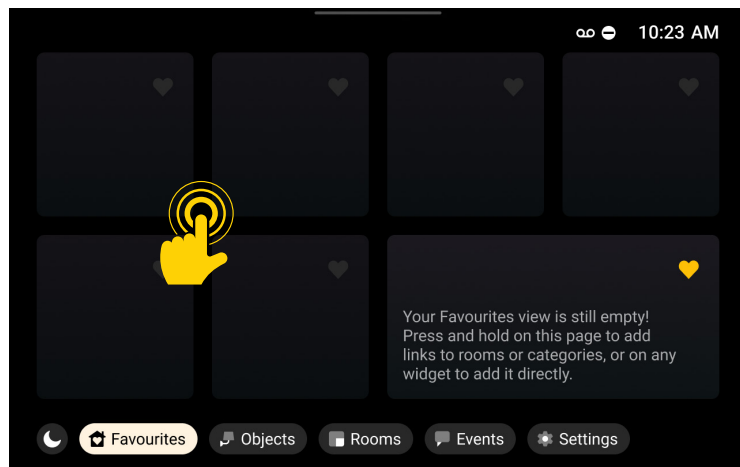 10:23 AM
Your Favourites view is still empty!
Press and hold on this page to add
links to rooms or categories, or on any
widget to add it directly.
Favourites
Objects
Rooms
Events
Settings